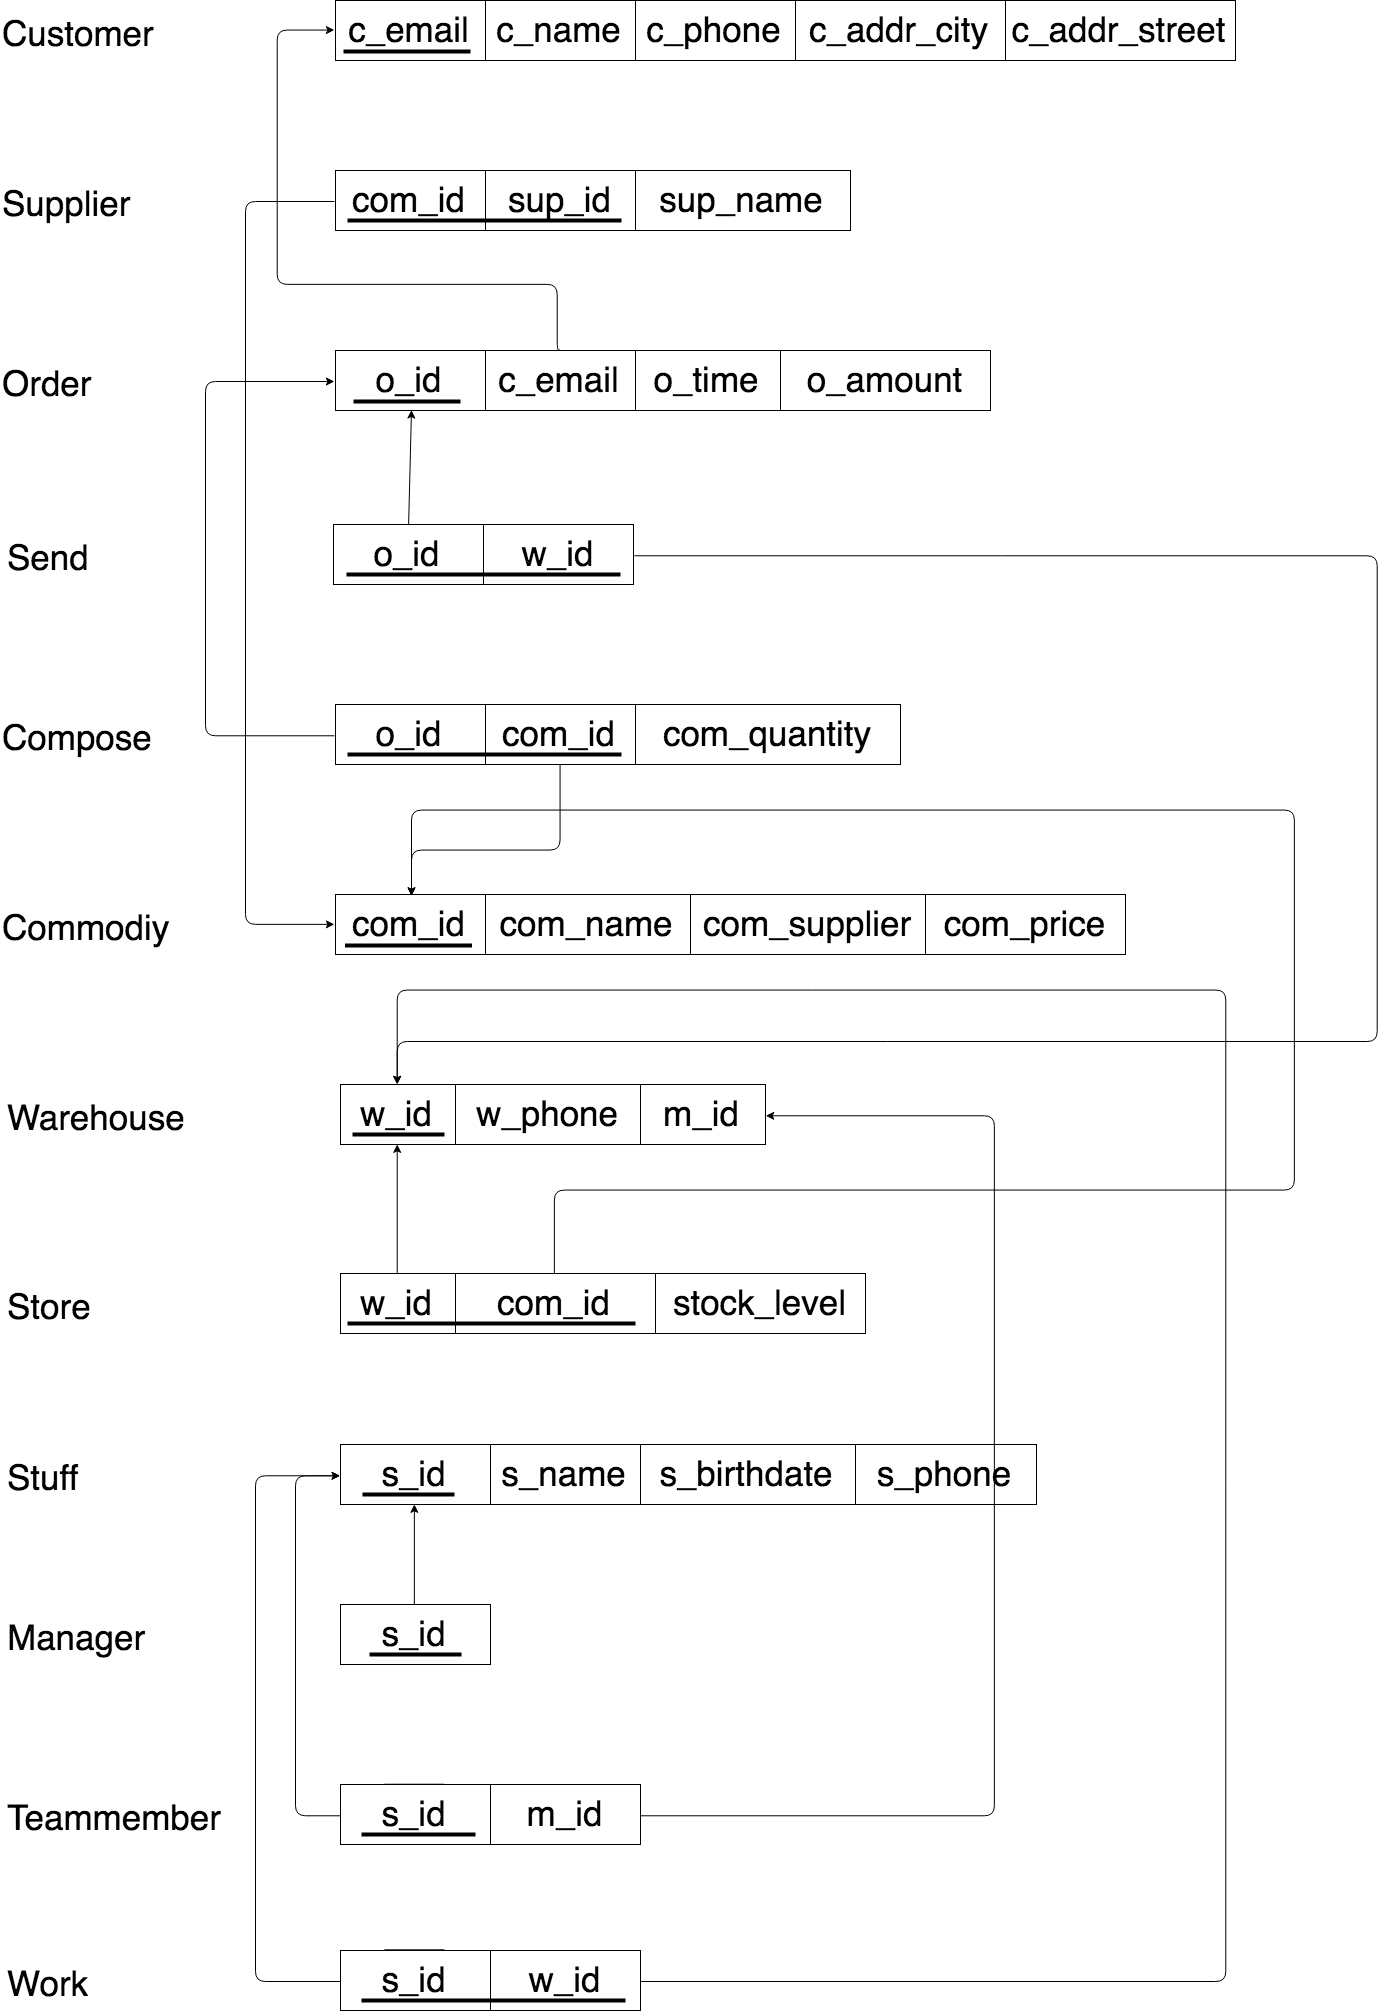 Customer c_email c_name c_phone c_addr_city c_addr_street
Supplier com_id sup_id sup_name
Order o_id c_email o_time o_amount
Send o_id w_id
Compose o_id com_id com_quantity
Commodiy com_id com_name com_supplier com_price
Warehouse w_id w_phone m_id
Store w_id com_id stock_level
Stuff s_id s_name s_birthdate s_phone
Manager s_id
Teammember s_id m_id
Work s_id w_id